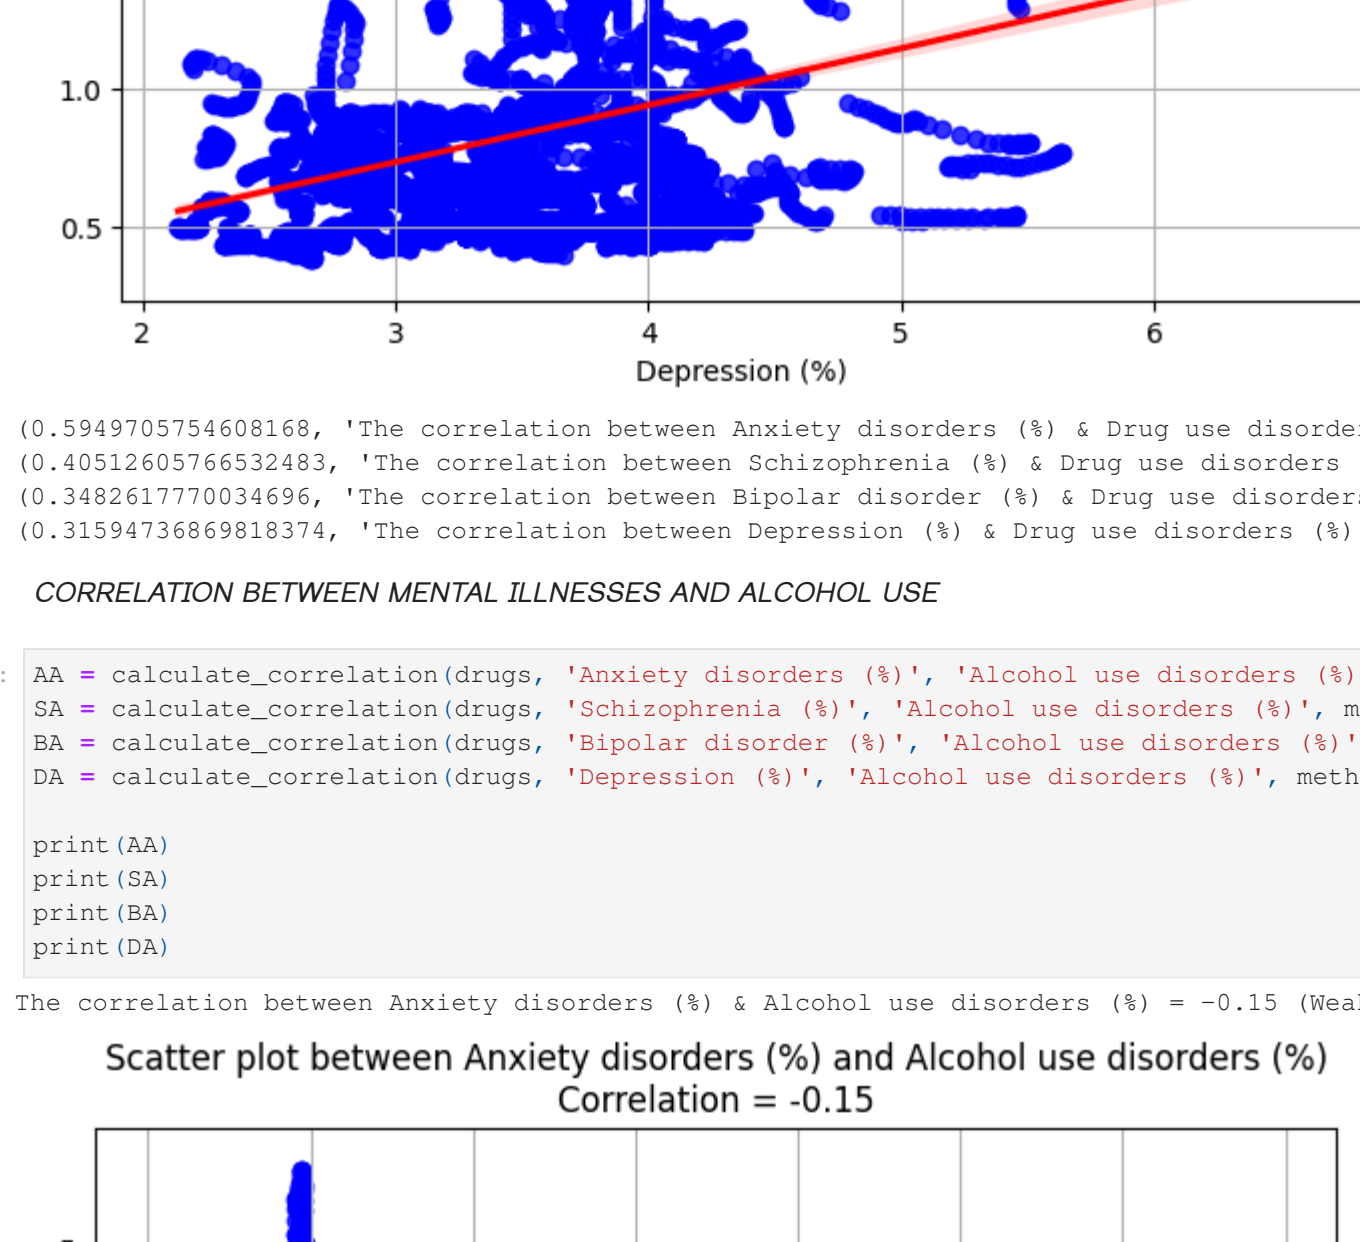 1.0
0.5
2 3 4 5 6
Depression (%)
(0.5949705754608168, 'The correlation between Anxiety disorders (%) & Drug use
(0.40512605766532483, 'The correlation between Schizophrenia (%) & Drug use disorders
(0.3482617770034696, 'The correlation between Bipolar disorder (%) & Drug use disorders
(0.31594736869818374, 'The correlation between Depression (%) & Drug use disorders (%)
CORRELATION BETWEEN MENTAL ILLNESSES AND ALCOHOL USE
:
AA = calculate_correlation(drugs, 'Anxiety disorders (%)', 'Alcohol use disorders (%)
SA = calculate_correlation(drugs, 'Schizophrenia (%)', 'Alcohol use disorders (%)', m
BA = calculate_correlation(drugs, 'Bipolar disorder (%)', 'Alcohol use disorders (%)'
DA = calculate_correlation(drugs, 'Depression (%)', 'Alcohol use disorders (%)', meth
print(AA)
print(SA)
print(BA)
print(DA)
The correlation between Anxiety disorders (%) & Alcohol use disorders (%) = -0.15
Scatter plot between Anxiety disorders (%) and Alcohol use disorders (%)
Correlation = -0.15